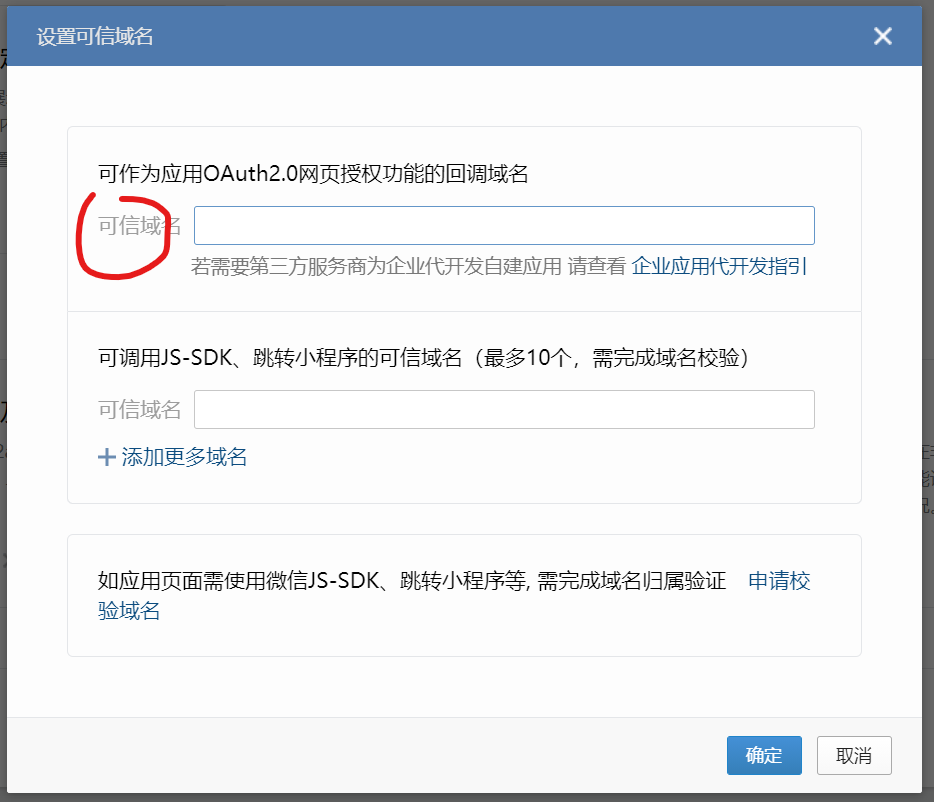 设置可信域名
可作为应用OAuth2.0网页授权功能的回调域名
可信域名
若需要第三方服务商为企业代开发自建应用 请查看 企业应用代开发指引
可调用JS-SDK、跳转小程序的可信域名（最多10个，需完成域名校验）
可信域名
添加更多域名
如应用页面需使用微信JS-SDK、跳转小程序等, 需完成域名归属验证 申请校
验域名
确定 取消